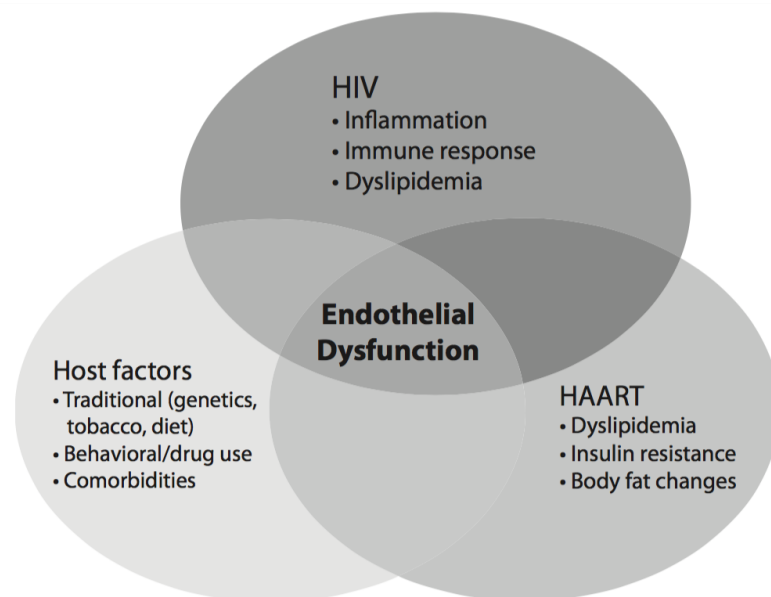 HIV
• Inflammation
• Immune response
• Dyslipidemia
Endothelial
Dysfunction
Host factors
• Traditional (genetics,
tobacco, diet)
• Behavioral/drug use
• Comorbidities
HAART
• Dyslipidemia
• Insulin resistance
• Body fat changes